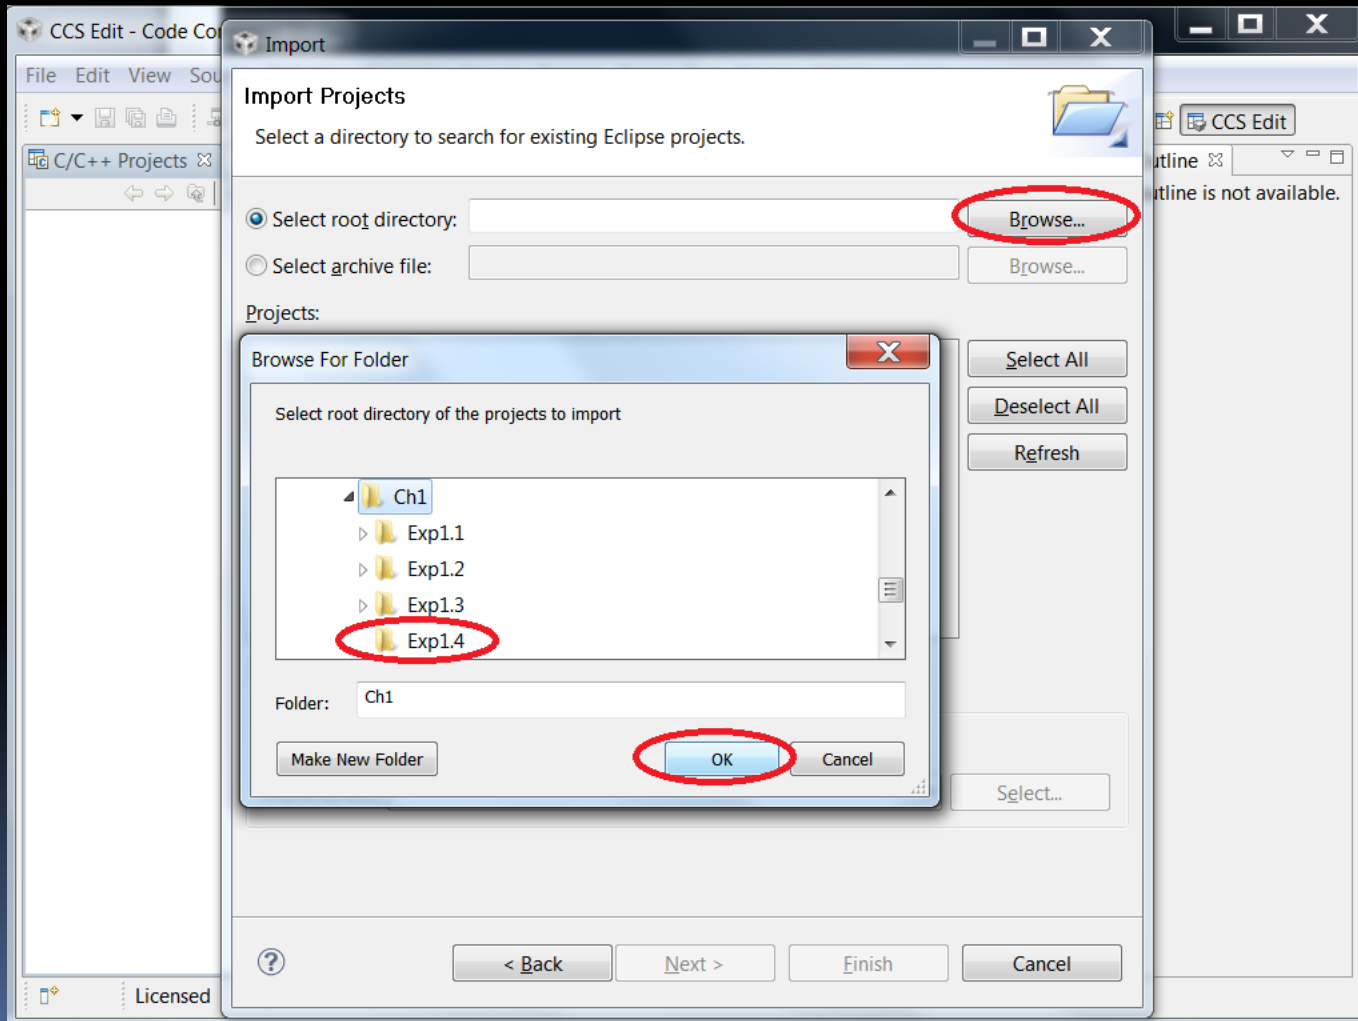 CCS Edit - Code Co
Import
File Edit View Sou
Import Projects
Select a directory to search for existing Eclipse projects.
CCS Edit
C/C++ Projects
utline
utline is not available.
Select root directory:
Browse...
Select archive file:
Browse...
Projects:
Browse For Folder
Select All
Deselect All
Refresh
Select root directory of the projects to import
Ch1
Exp1.1
Exp1.2
Exp1.3
Exp1.4
Folder: Ch1
Make New Folder OK Cancel
Select...
? < Back Next > Finish Cancel
Licensed